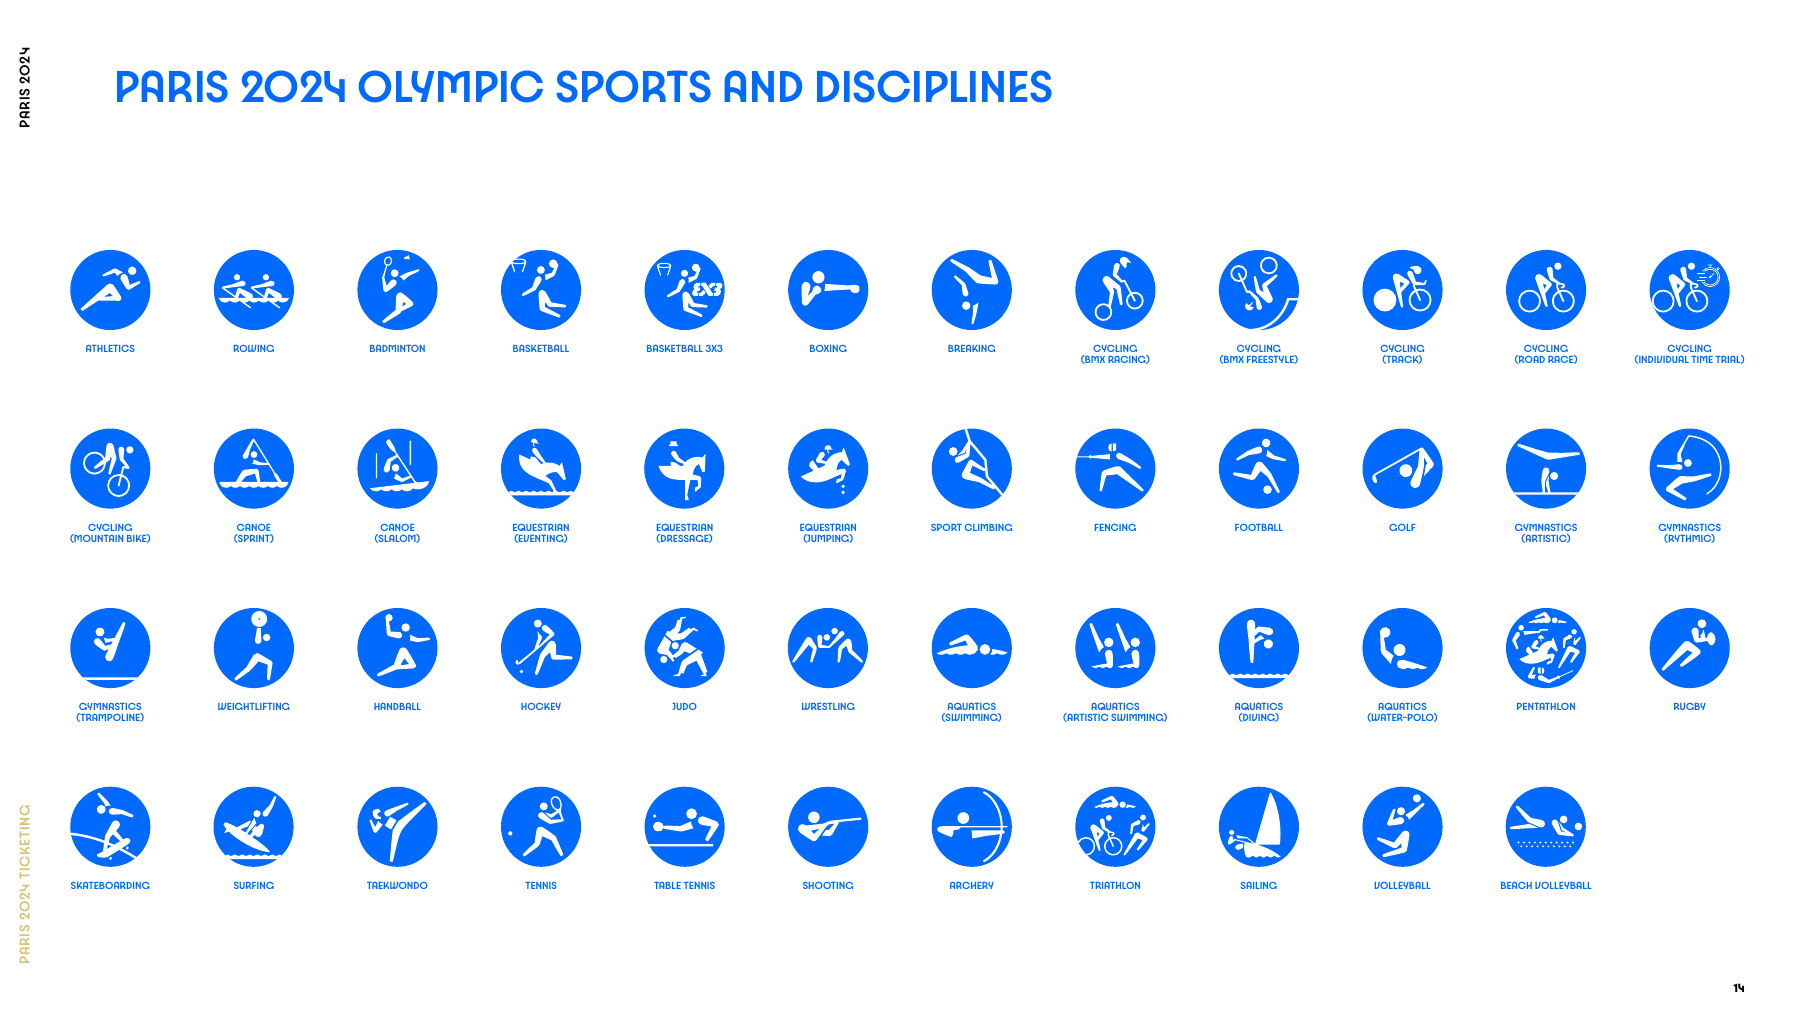 PARIS 2024
PARIS 2024 OLYMPIC SPORTS AND DISCIPLINES
3X3
ATHLETICS
ROWING
BADMINTON
BASKETBALL
BASKETBALL 3X3
BOXING
BREAKING
CYCLING
(BMX RACING)
CYCLING
(BMX FREESTYLE)
CYCLING
(TRACK)
CYCLING
(ROAD RACE)
CYCLING
(INDIVIDUAL TIME TRIAL)
CYCLING
(MOUNTAIN BIKE)
CANOE
(SPRINT)
CANOE
(SLALOM)
EQUESTRIAN
(EVENTING)
EQUESTRIAN
(DRESSAGE)
EQUESTRIAN
(JUMPING)
SPORT CLIMBING
FENCING
FOOTBALL
GOLF
GYMNASTICS
(ARTISTIC)
GYMNASTICS
(RYTHMIC)
GYMNASTICS
(TRAMPOLINE)
WEIGHTLIFTING
HANDBALL
HOCKEY
JUDO
WRESTLING
AQUATICS
(SWIMMING)
AQUATICS
(ARTISTIC SWIMMING)
AQUATICS
(DIVING)
AQUATICS
(WATER-POLO)
PENTATHLON
RUGBY
SKATEBOARDING
SURFING
TAEKWONDO
TENNIS
TABLE TENNIS
SHOOTING
ARCHERY
TRIATHLON
SAILING
VOLLEYBALL
BEACH VOLLEYBALL
PARIS 2024 TICKETING
14